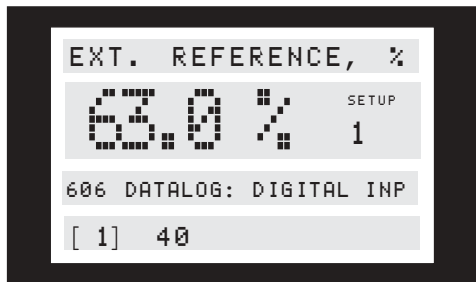 EXT. REFERENCE, %
63.0 % SETUP
1
606 DATALOG: DIGITAL INP
[ 1] 40